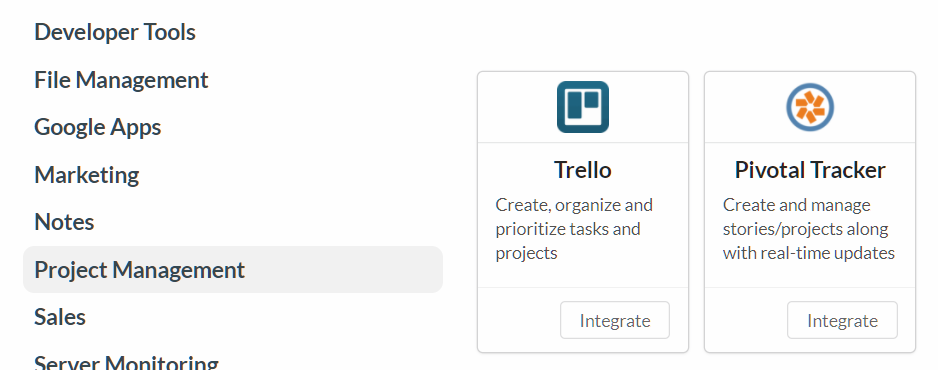 Developer Tools
File Management
Google Apps
Marketing
Notes
Project Management
Sales
Server Monitoring
Trello
Create, organize and
prioritize tasks and
projects
Integrate
Pivotal Tracker
Create and manage
stories/projects along
with real-time updates
Integrate